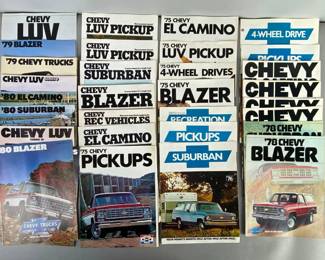 CHEVY
LUV
'79 BLAZER
'79 CHEVY TRUCKS
CHEVY LUV
'80 EL CAMINO
'80 SUBURBAN
CHEVY LUV
'80 BLAZER
CHEVY TRUCKS
CHEVY
LUV PICKUP
CHEVY
LUV PICKUP
CHEVY
SUBURBAN
CHEVY
BLAZER
CHEVY
REC VEHICLES
CHEVY
EL CAMINO
'75 CHEVY
PICKUPS
'75 CHEVY
EL CAMINO
'75 CHEVY
LUV PICKUP
'75 CHEVY
4-WHEEL DRIVES
'75 CHEVY
BLAZER
RECREATION
PICKUPS
SUBURBAN
4-WHEEL DRIVE
PICKUPS
CHEVY
CHEVY
CHEVY
CHEVY
'78 CHEVY
SUBURBAN
'78 CHEVY
BLAZER